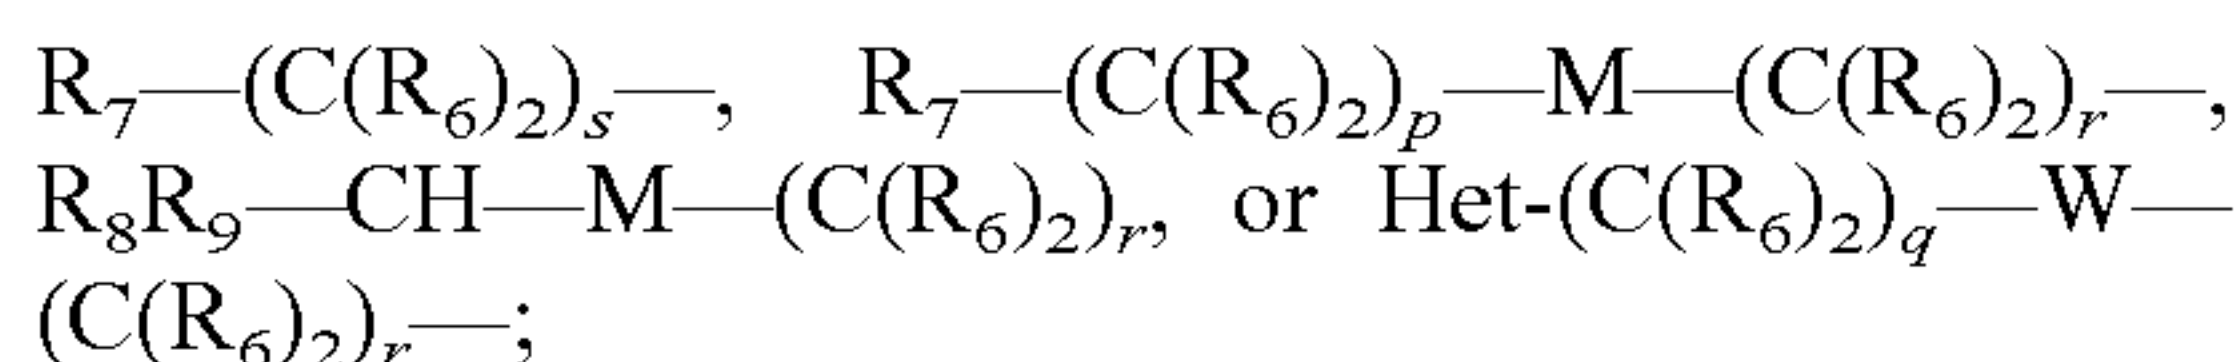 R₇—(C(R₆)₂)ₛ—, R₇—(C(R₆)₂)ₚ—M—(C(R₆)₂)ᵣ—,
R₈R₉—CH—M—(C(R₆)₂)ᵣ, or Het-(C(R₆)₂)q—W—
(C(R₆)₂)ᵣ—;